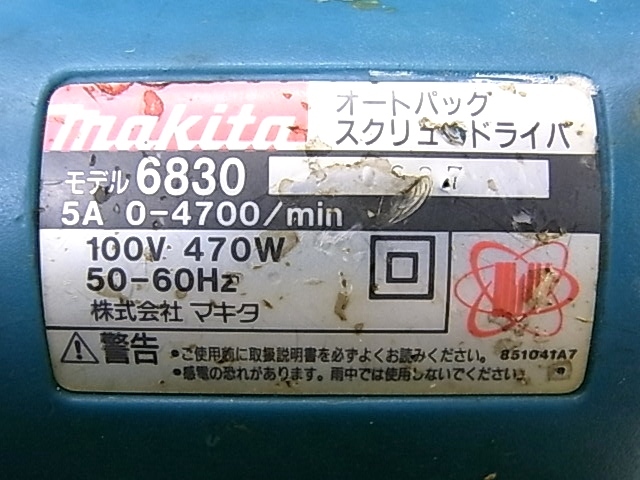 makita
オートパック
スクリュードライバ
モデル 6830
5A 0-4700/min
100V 470W
50-60Hz
株式会社 マキタ
⚠警告
•ご使用前に取扱説明書を必ずよくお読みください。
•感電の恐れがあります。雨中では使用しないでください。
851041A7